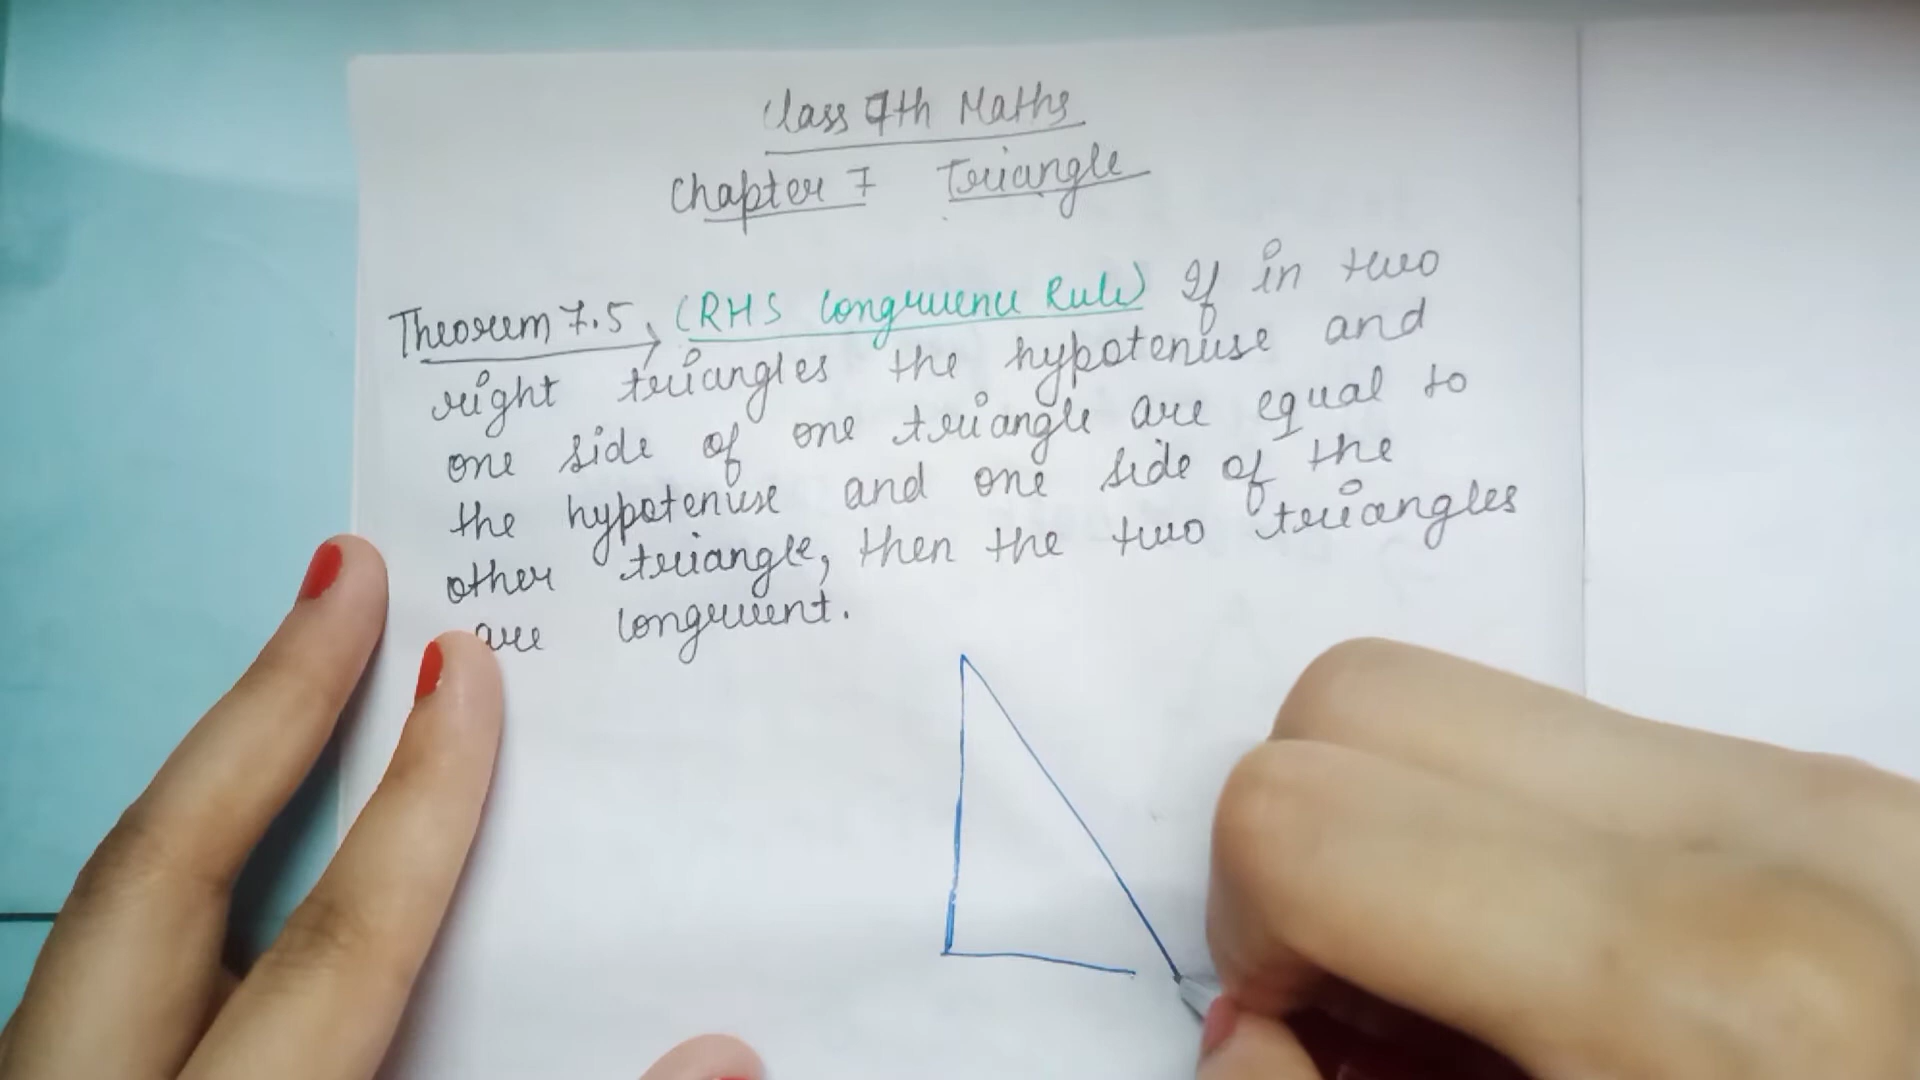 Class 9th Maths
Chapter 7 Triangle
Theorem 7.5, (RHS Congruence Rule) If in two
right triangles the hypotenuse and
one side of one triangle are equal to
the hypotenuse and one side of the
other triangle, then the two triangles
are congruent.